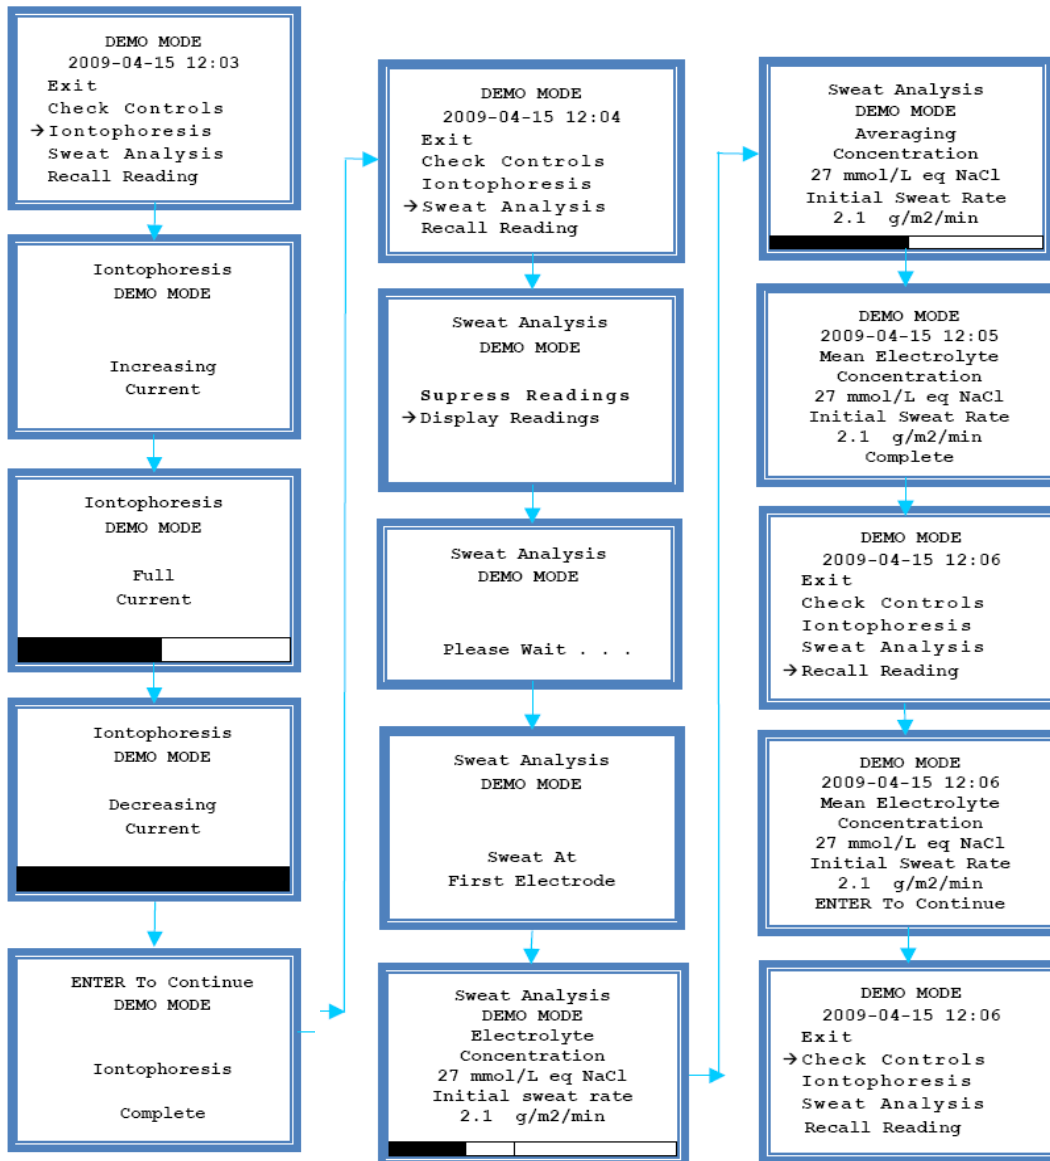 DEMO MODE
2009-04-15 12:03
Exit
Check Controls
→Iontophoresis
Sweat Analysis
Recall Reading
Iontophoresis
DEMO MODE
Increasing
Current
Iontophoresis
DEMO MODE
Full
Current
Iontophoresis
DEMO MODE
Decreasing
Current
ENTER To Continue
DEMO MODE
Iontophoresis
Complete
DEMO MODE
2009-04-15 12:04
Exit
Check Controls
Iontophoresis
→Sweat Analysis
Recall Reading
Sweat Analysis
DEMO MODE
Supress Readings
→Display Readings
Sweat Analysis
DEMO MODE
Please Wait . . .
Sweat Analysis
DEMO MODE
Sweat At
First Electrode
Sweat Analysis
DEMO MODE
Electrolyte
Concentration
27 mmol/L eq NaCl
Initial sweat rate
2.1 g/m2/min
Sweat Analysis
DEMO MODE
Averaging
Concentration
27 mmol/L eq NaCl
Initial Sweat Rate
2.1 g/m2/min
DEMO MODE
2009-04-15 12:05
Mean Electrolyte
Concentration
27 mmol/L eq NaCl
Initial Sweat Rate
2.1 g/m2/min
Complete
DEMO MODE
2009-04-15 12:06
Exit
Check Controls
Iontophoresis
Sweat Analysis
→Recall Reading
DEMO MODE
2009-04-15 12:06
Mean Electrolyte
Concentration
27 mmol/L eq NaCl
Initial Sweat Rate
2.1 g/m2/min
ENTER To Continue
DEMO MODE
2009-04-15 12:06
Exit
→Check Controls
Iontophoresis
Sweat Analysis
Recall Reading